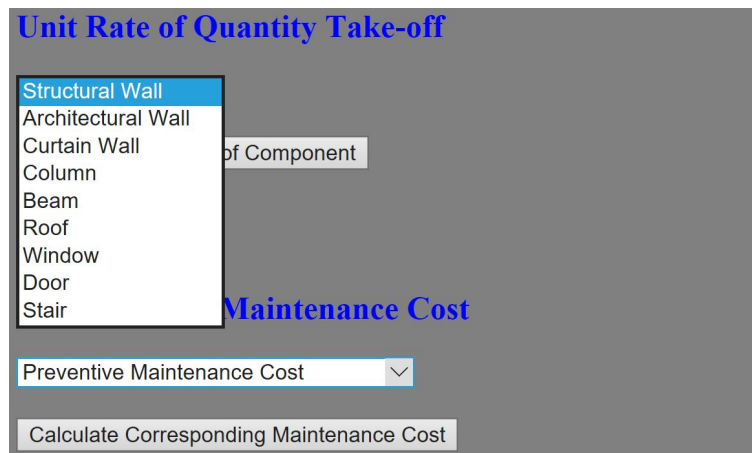 Unit Rate of Quantity Take-off
Structural Wall
Architectural Wall
Curtain Wall
of Component
Column
Beam
Roof
Window
Door
Stair
Maintenance Cost
Preventive Maintenance Cost
Calculate Corresponding Maintenance Cost